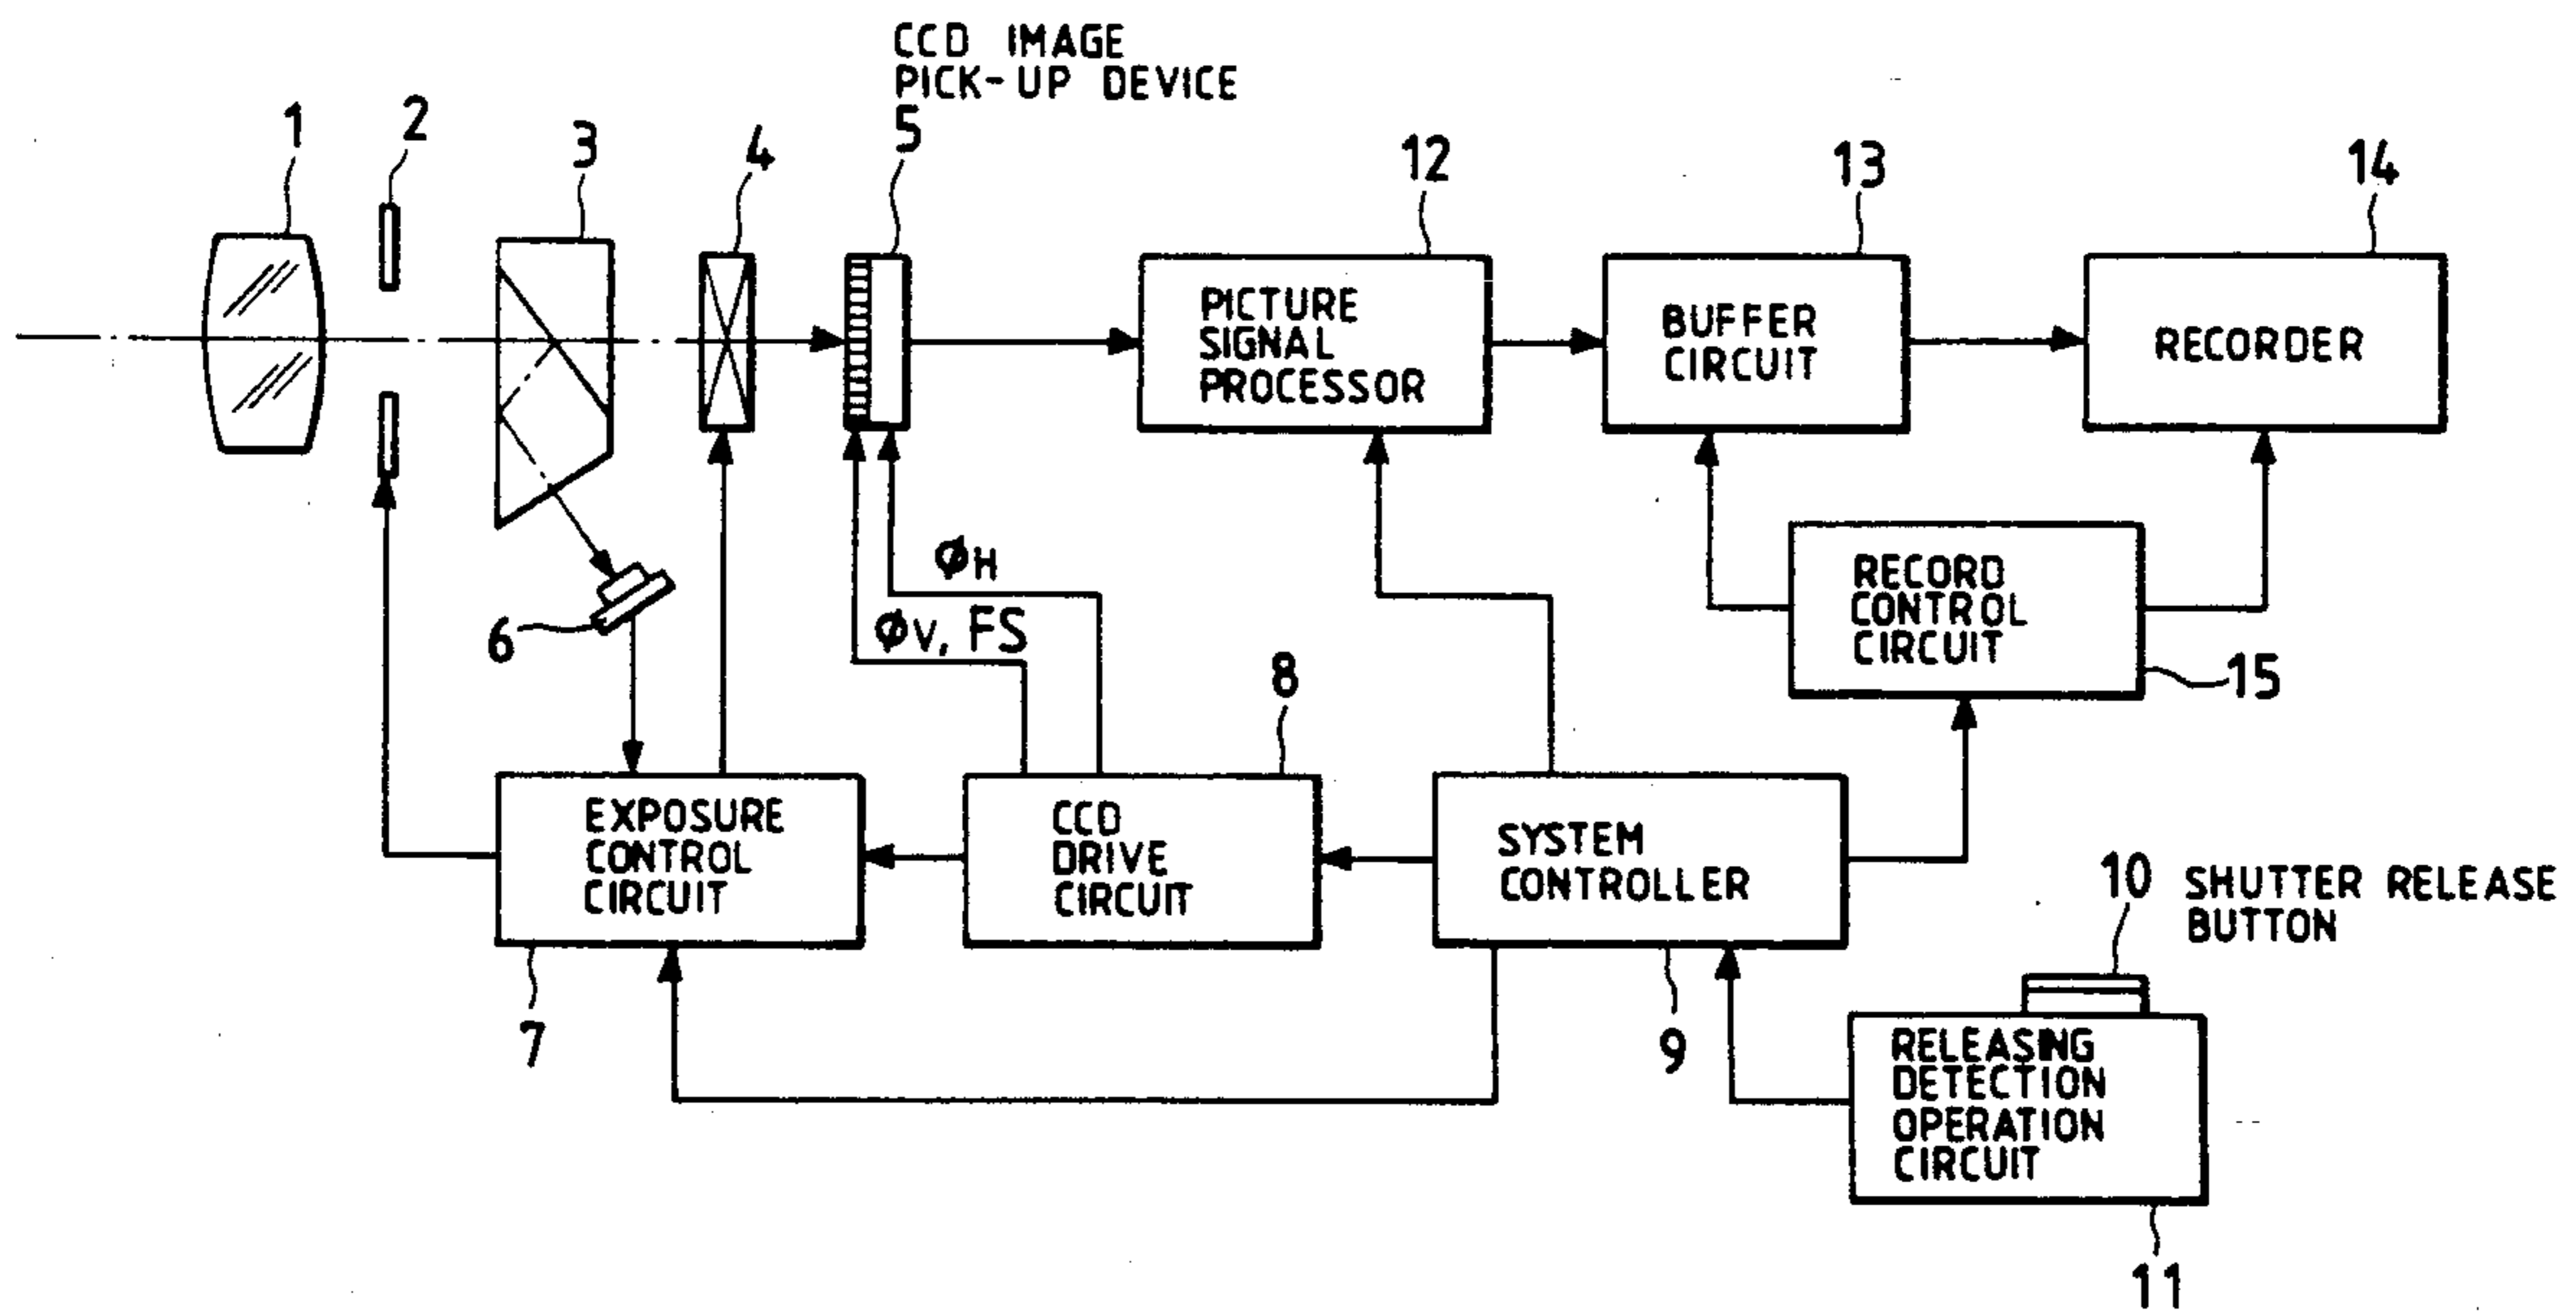 CCD IMAGE
PICK-UP DEVICE
1
2
3
4
5
12
13
14
PICTURE
SIGNAL
PROCESSOR
BUFFER
CIRCUIT
RECORDER
ØH
ØV, FS
6
8
RECORD
CONTROL
CIRCUIT
15
EXPOSURE
CONTROL
CIRCUIT
CCD
DRIVE
CIRCUIT
SYSTEM
CONTROLLER
10 SHUTTER RELEASE
BUTTON
7
9
RELEASING
DETECTION
OPERATION
CIRCUIT
11